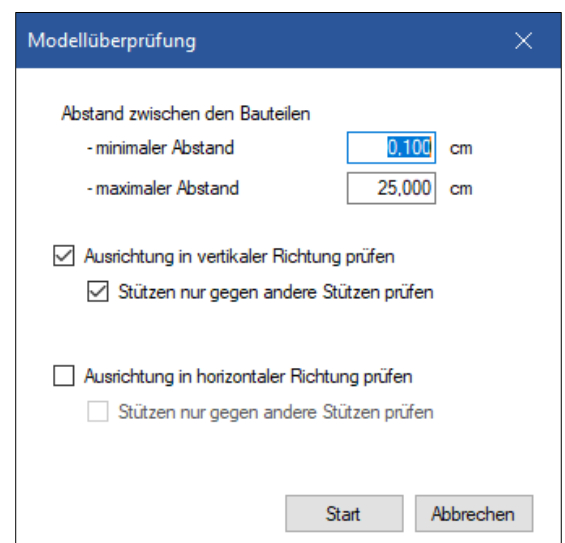 Modellüberprüfung
Abstand zwischen den Bauteilen
- minimaler Abstand 0,100 cm
- maximaler Abstand 25,000 cm
Ausrichtung in vertikaler Richtung prüfen
Stützen nur gegen andere Stützen prüfen
Ausrichtung in horizontaler Richtung prüfen
Stützen nur gegen andere Stützen prüfen
Start Abbrechen